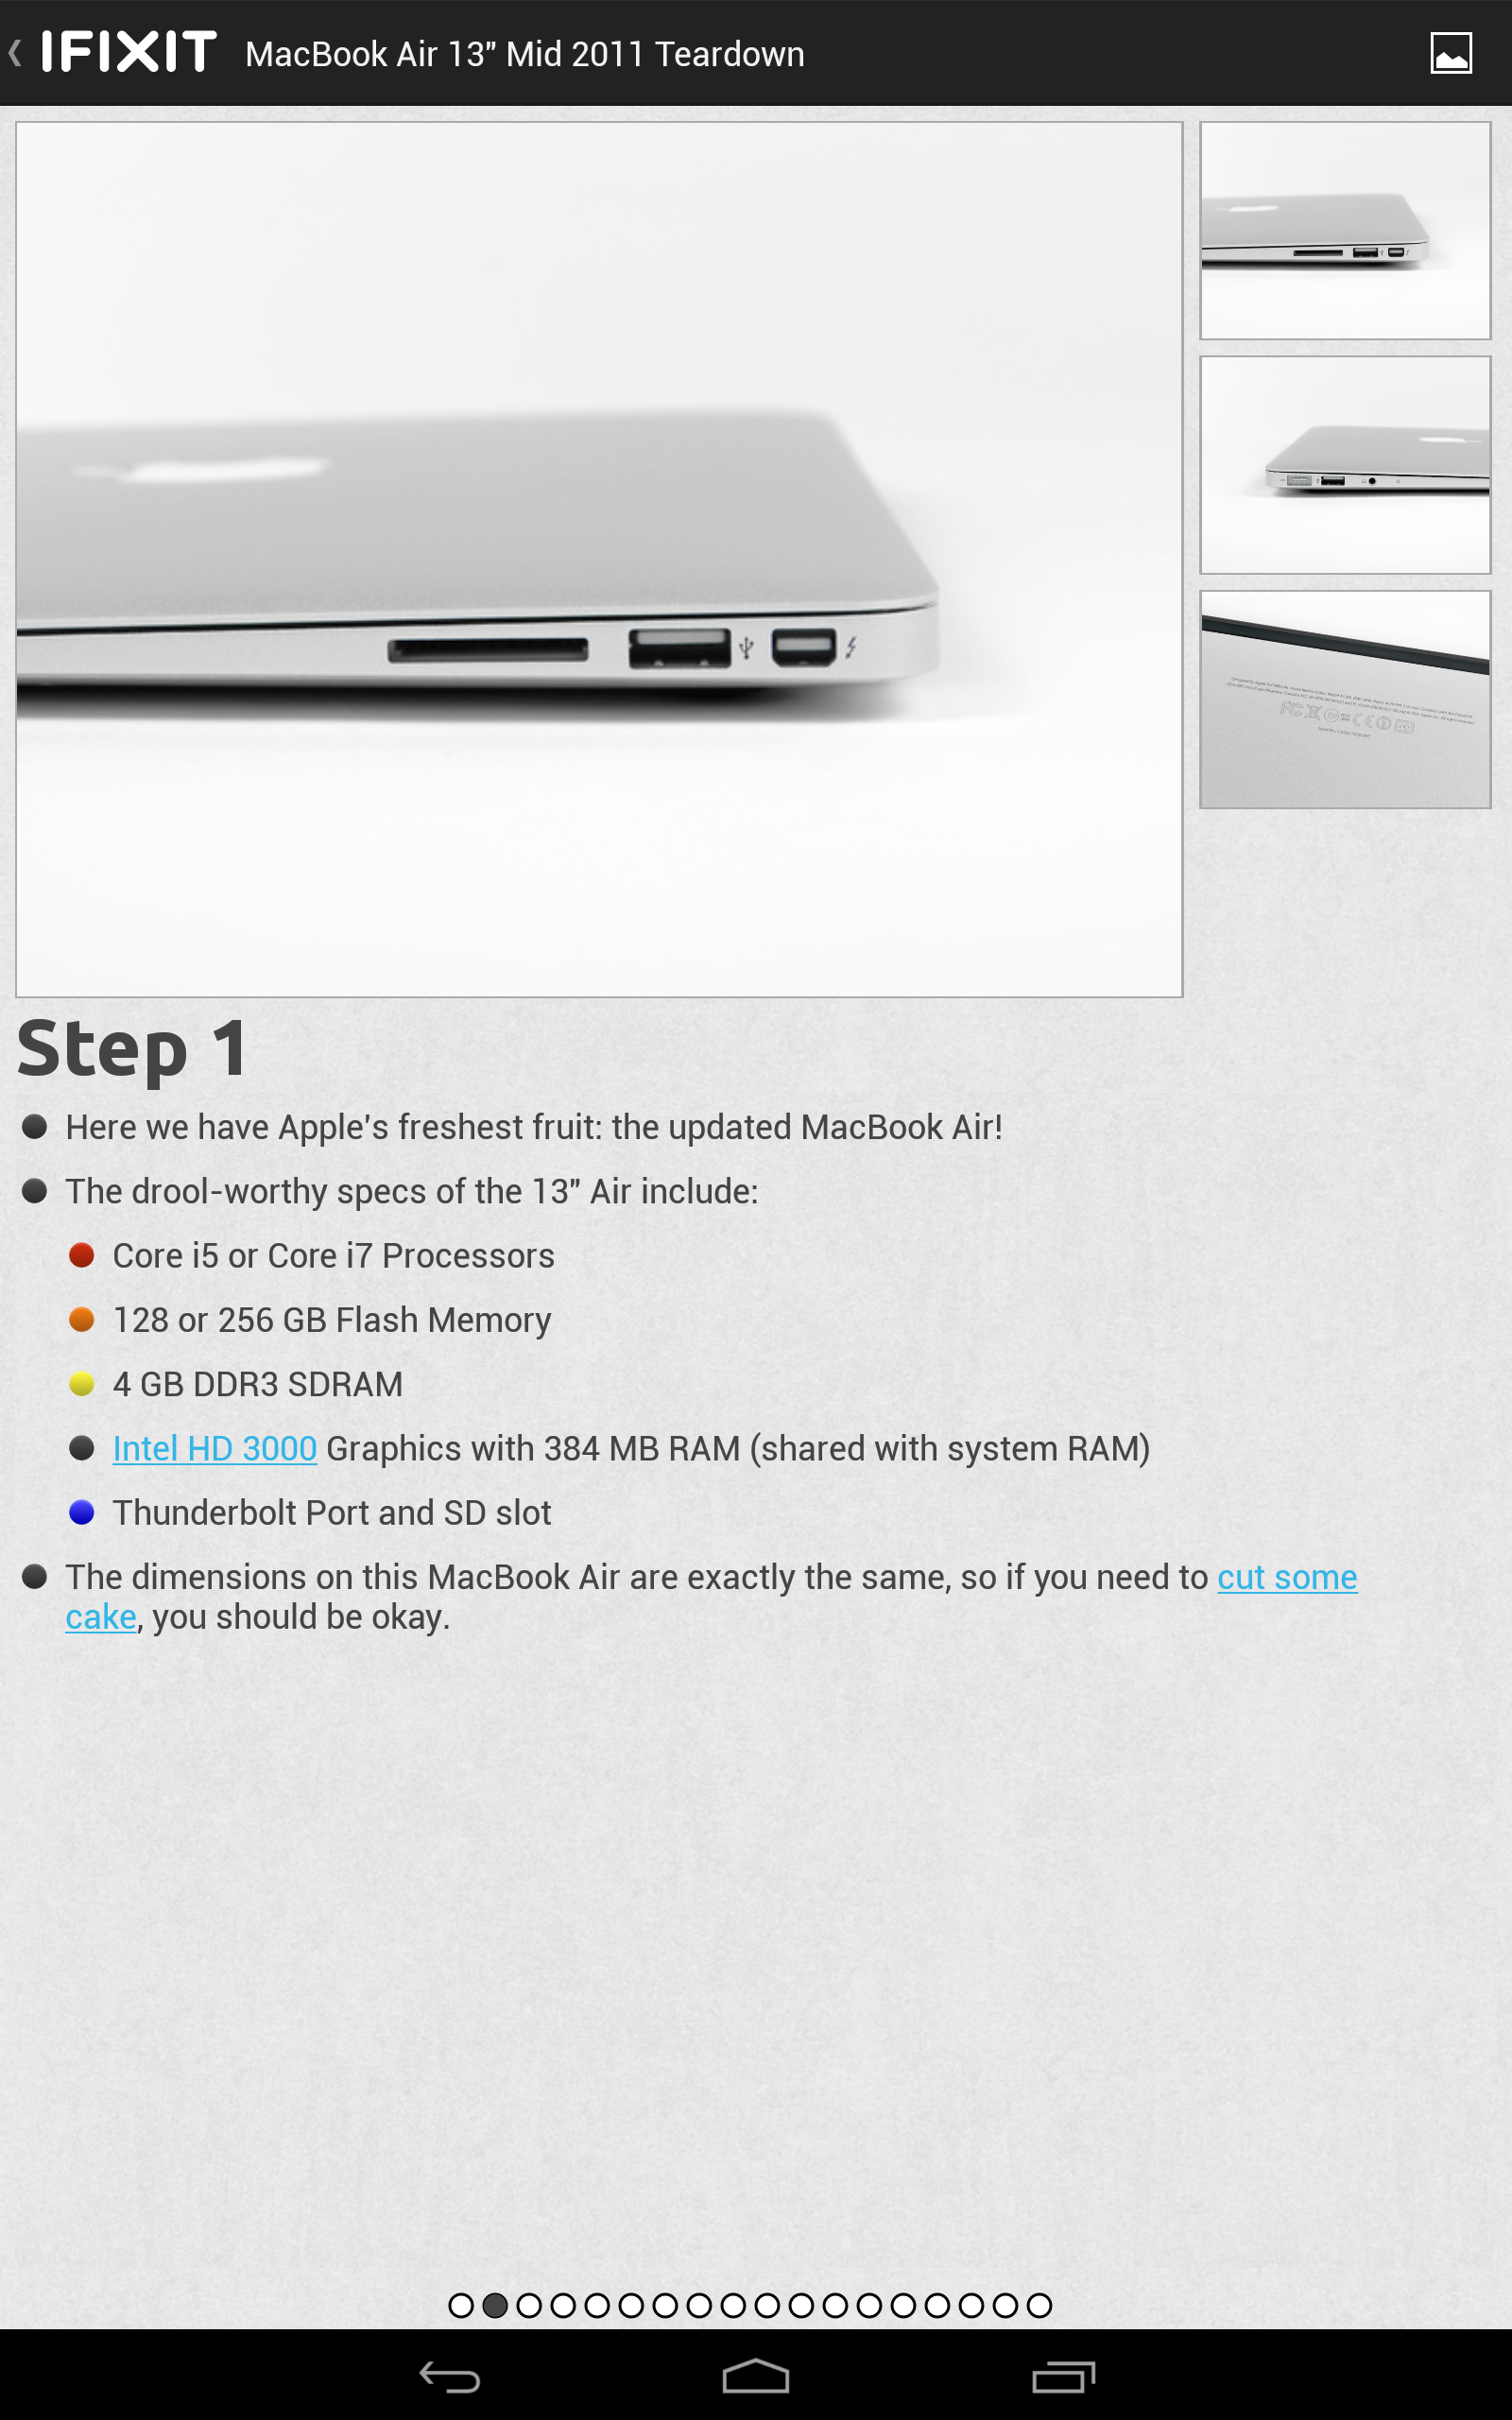 IFIXIT MacBook Air 13" Mid 2011 Teardown
Step 1
Here we have Apple's freshest fruit: the updated MacBook Air!
The drool-worthy specs of the 13" Air include:
Core i5 or Core i7 Processors
128 or 256 GB Flash Memory
4 GB DDR3 SDRAM
Intel HD 3000 Graphics with 384 MB RAM (shared with system RAM)
Thunderbolt Port and SD slot
The dimensions on this MacBook Air are exactly the same, so if you need to cut some
cake, you should be okay.